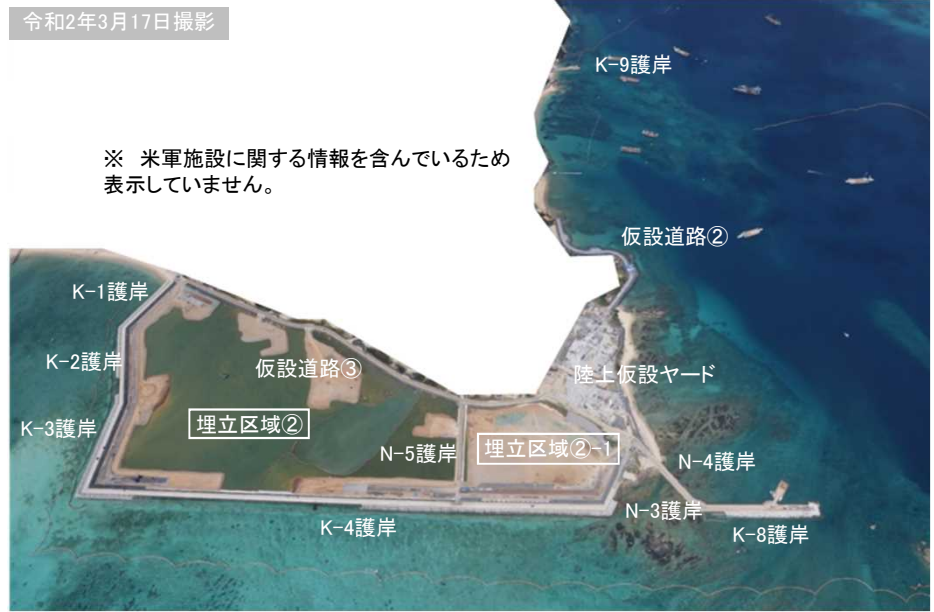 令和2年3月17日撮影
K-9護岸
※　米軍施設に関する情報を含んでいるため
表示していません。
仮設道路②
K-1護岸
K-2護岸
仮設道路③
陸上仮設ヤード
K-3護岸
埋立区域②
N-5護岸
埋立区域②-1
N-4護岸
N-3護岸
K-4護岸
K-8護岸